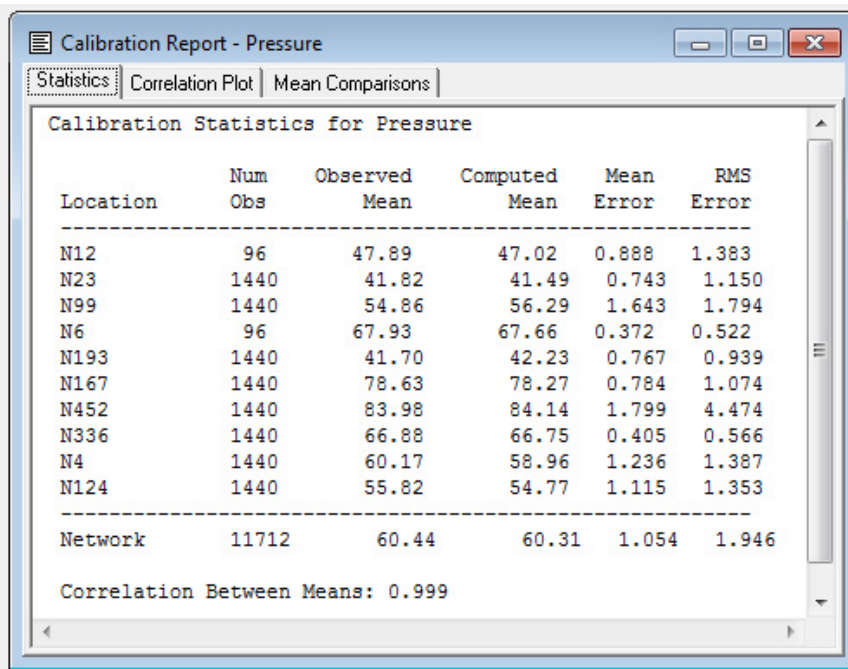 Calibration Report - Pressure
Statistics Correlation Plot Mean Comparisons
Calibration Statistics for Pressure
Num Observed Computed Mean RMS
Location Obs Mean Mean Error Error
---------------------------------------------------------
N12 96 47.89 47.02 0.888 1.383
N23 1440 41.82 41.49 0.743 1.150
N99 1440 54.86 56.29 1.643 1.794
N6 96 67.93 67.66 0.372 0.522
N193 1440 41.70 42.23 0.767 0.939
N167 1440 78.63 78.27 0.784 1.074
N452 1440 83.98 84.14 1.799 4.474
N336 1440 66.88 66.75 0.405 0.566
N4 1440 60.17 58.96 1.236 1.387
N124 1440 55.82 54.77 1.115 1.353
---------------------------------------------------------
Network 11712 60.44 60.31 1.054 1.946
Correlation Between Means: 0.999